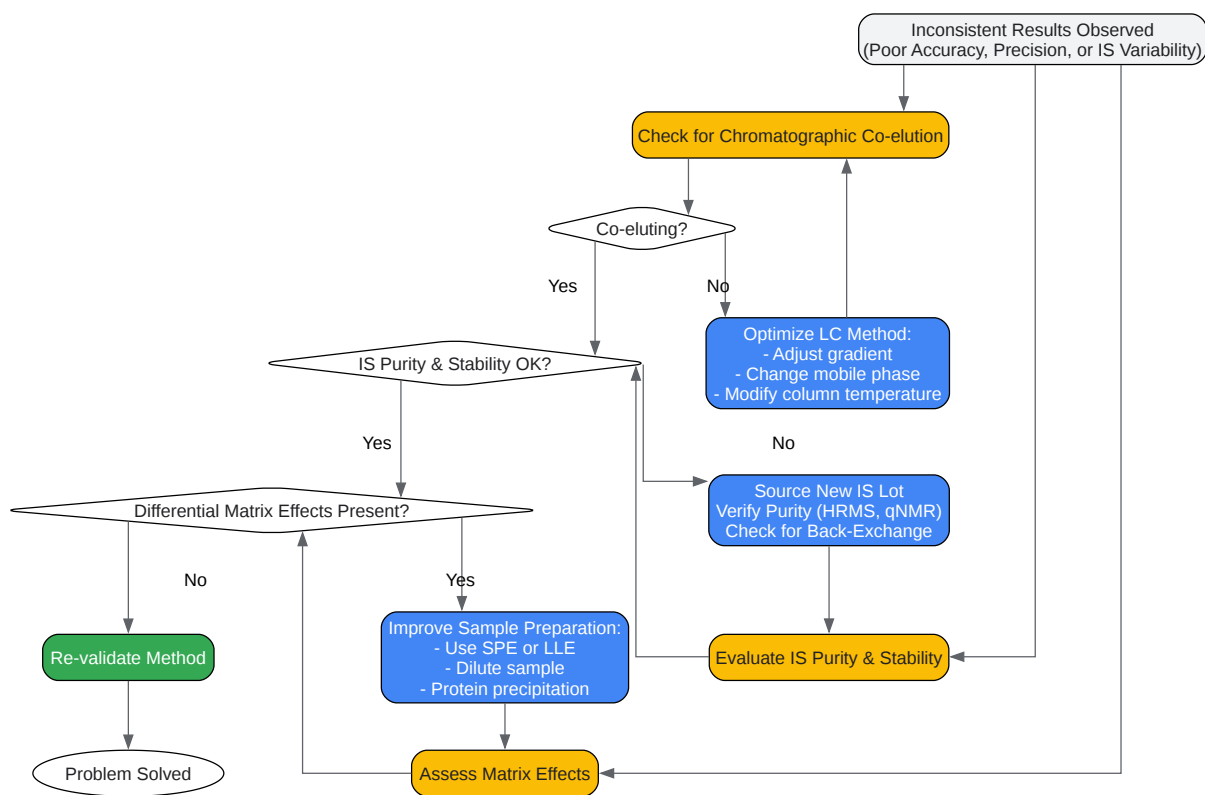 Inconsistent Results Observed
(Poor Accuracy, Precision, or IS Variability)
Check for Chromatographic Co-elution
Co-eluting?
Yes
No
Optimize LC Method:
- Adjust gradient
- Change mobile phase
- Modify column temperature
IS Purity & Stability OK?
Yes
No
Source New IS Lot
Verify Purity (HRMS, qNMR)
Check for Back-Exchange
Differential Matrix Effects Present?
No
Yes
Improve Sample Preparation:
- Use SPE or LLE
- Dilute sample
- Protein precipitation
Re-validate Method
Evaluate IS Purity & Stability
Problem Solved
Assess Matrix Effects